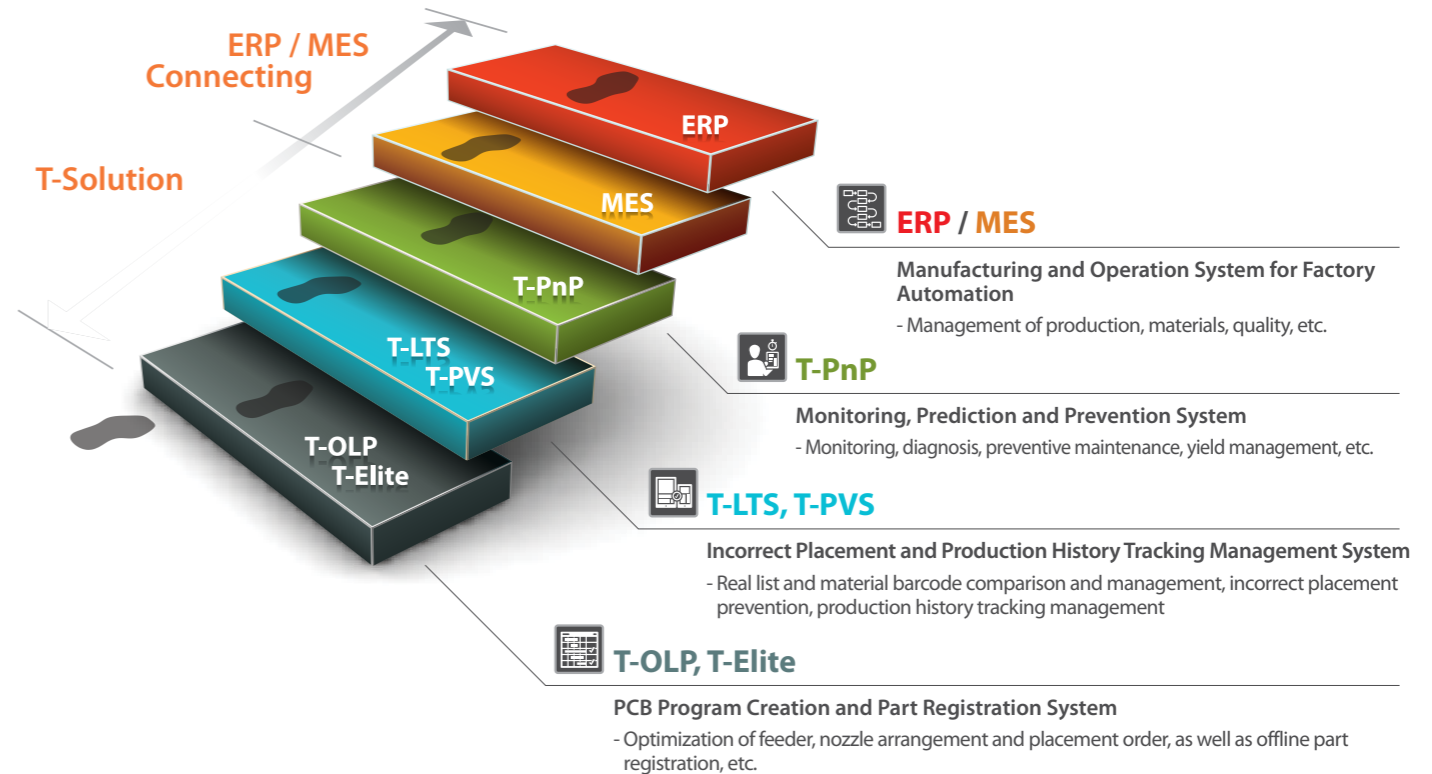 ERP / MES
Connecting
T-Solution
ERP
MES
T-PnP
T-LTS
T-PVS
T-OLP
T-Elite
ERP / MES
Manufacturing and Operation System for Factory
Automation
- Management of production, materials, quality, etc.
T-PnP
Monitoring, Prediction and Prevention System
- Monitoring, diagnosis, preventive maintenance, yield management, etc.
T-LTS, T-PVS
Incorrect Placement and Production History Tracking Management System
- Real list and material barcode comparison and management, incorrect placement
prevention, production history tracking management
T-OLP, T-Elite
PCB Program Creation and Part Registration System
- Optimization of feeder, nozzle arrangement and placement order, as well as offline part
registration, etc.